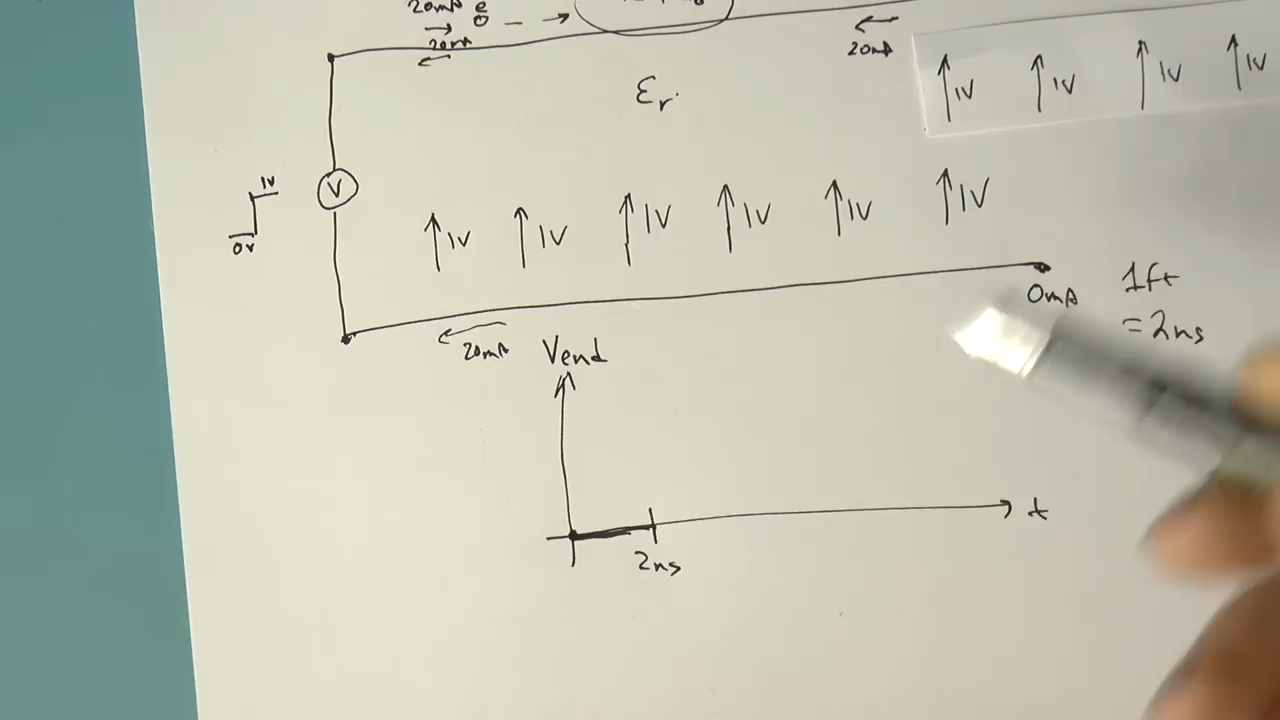 20mA e
20mA
20mA
εr
1V 1V 1V 1V
1V
V
0V
1V 1V 1V 1V 1V 1V
0mA
1ft
=2ns
20mA
Vend
t
2ns